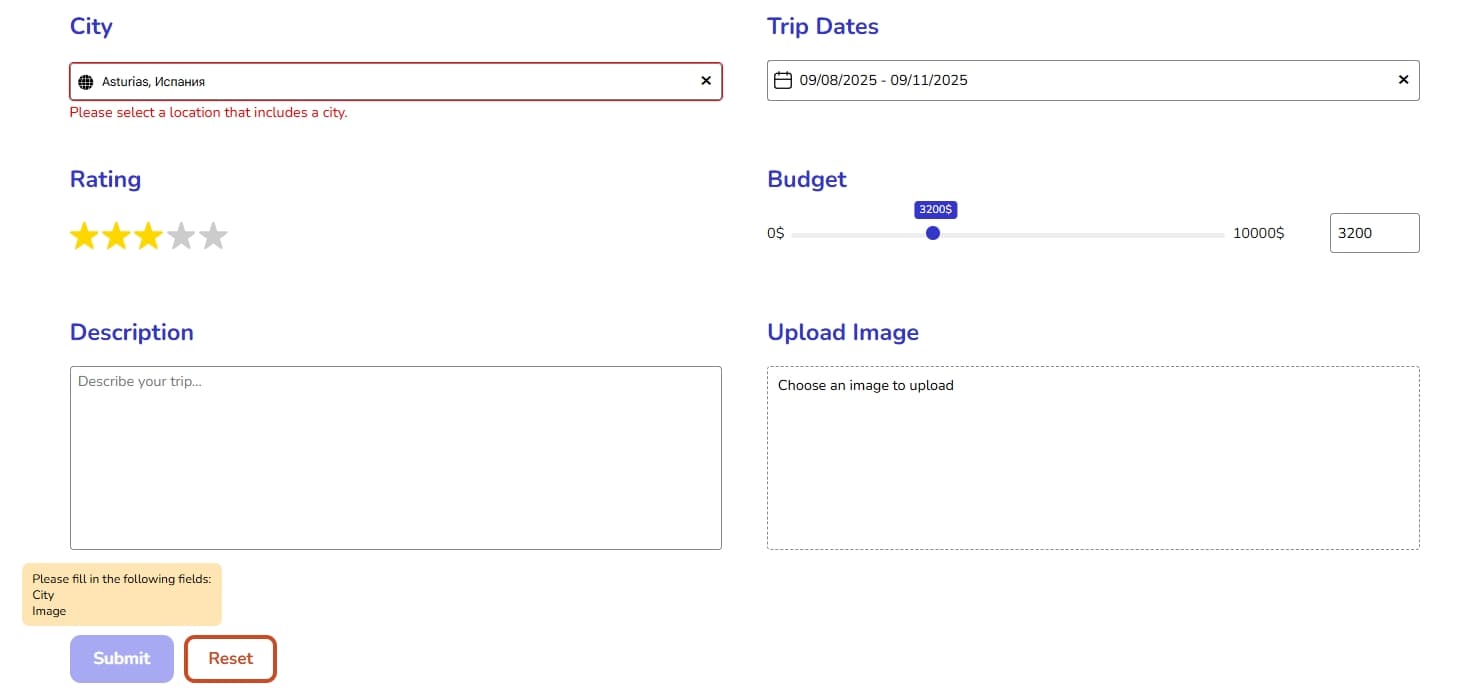 City
Trip Dates
Asturias, Испания
09/08/2025 - 09/11/2025
Please select a location that includes a city.
Rating
Budget
3200$
0$
10000$
3200
Description
Upload Image
Describe your trip...
Choose an image to upload
Please fill in the following fields:
City
Image
Submit
Reset